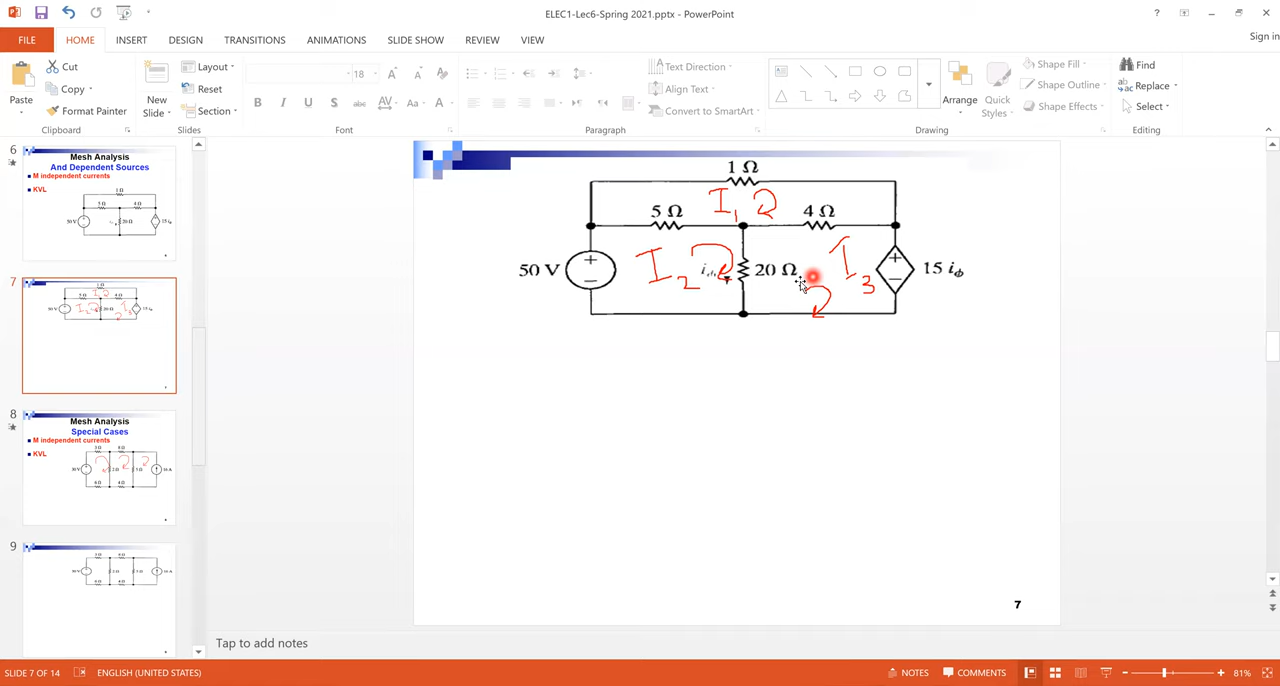 ELEC1-Lec6-Spring 2021.pptx - PowerPoint
? Sign in
FILE HOME INSERT DESIGN TRANSITIONS ANIMATIONS SLIDE SHOW REVIEW VIEW
Paste
Cut
Copy
Format Painter
Clipboard
New
Slide
Layout
Reset
Section
Slides
18
B I U S abc AV Aa A
Font
Text Direction
Align Text
Convert to SmartArt
Paragraph
Arrange
Quick
Styles
Shape Fill
Shape Outline
Shape Effects
Drawing
Find
Replace
Select
Editing
6
Mesh Analysis
And Dependent Sources
M independent currents
KVL
7
8
Mesh Analysis
Special Cases
M independent currents
KVL
9
1 Ω
5 Ω I1 4 Ω
50 V + − I2 20 Ω I3 + − 15 iϕ
7
Tap to add notes
SLIDE 7 OF 14 ENGLISH (UNITED STATES) NOTES COMMENTS 81%